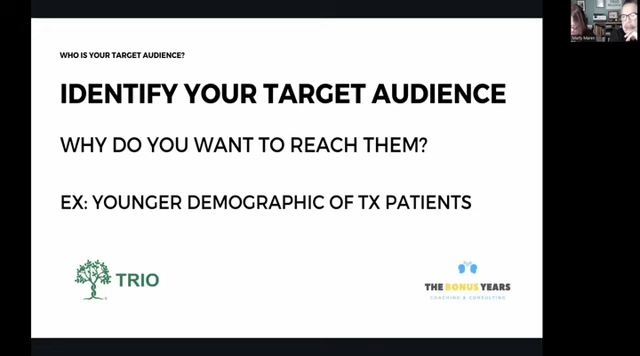 WHO IS YOUR TARGET AUDIENCE?
IDENTIFY YOUR TARGET AUDIENCE
WHY DO YOU WANT TO REACH THEM?
EX: YOUNGER DEMOGRAPHIC OF TX PATIENTS
TRIO
THE BONUS YEARS
COACHING & CONSULTING